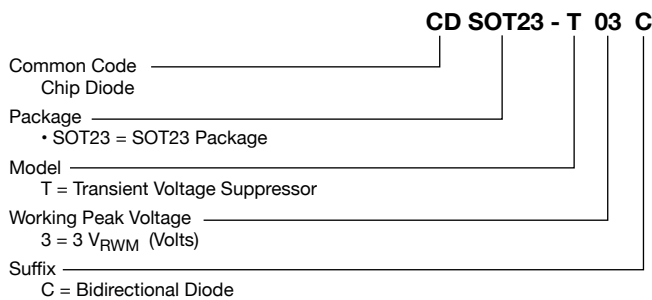 CD SOT23 - T 03 C
Common Code
Chip Diode
Package
• SOT23 = SOT23 Package
Model
T = Transient Voltage Suppressor
Working Peak Voltage
3 = 3 VRWM (Volts)
Suffix
C = Bidirectional Diode